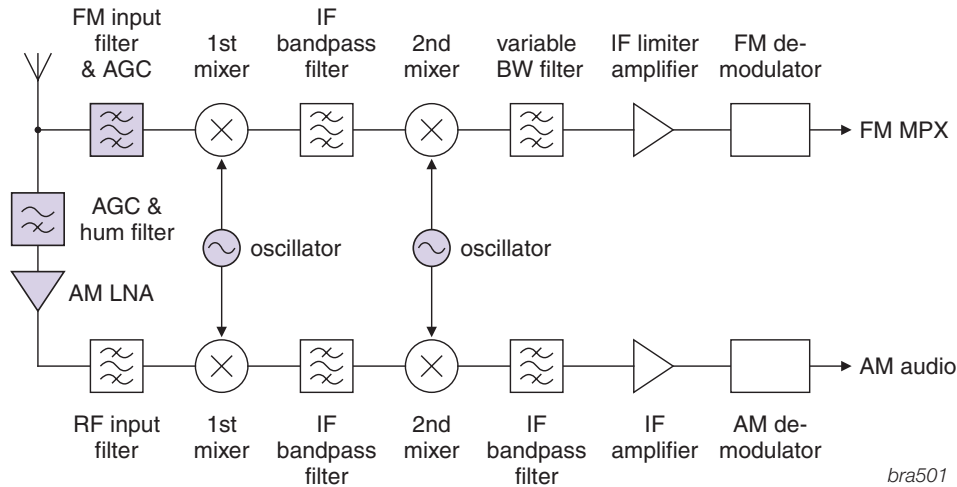 FM input
filter
& AGC
1st
mixer
IF
bandpass
filter
2nd
mixer
variable
BW filter
IF limiter
amplifier
FM de-
modulator
FM MPX
AGC &
hum filter
oscillator
oscillator
AM LNA
AM audio
RF input
filter
1st
mixer
IF
bandpass
filter
2nd
mixer
IF
bandpass
filter
IF
amplifier
AM de-
modulator
bra501